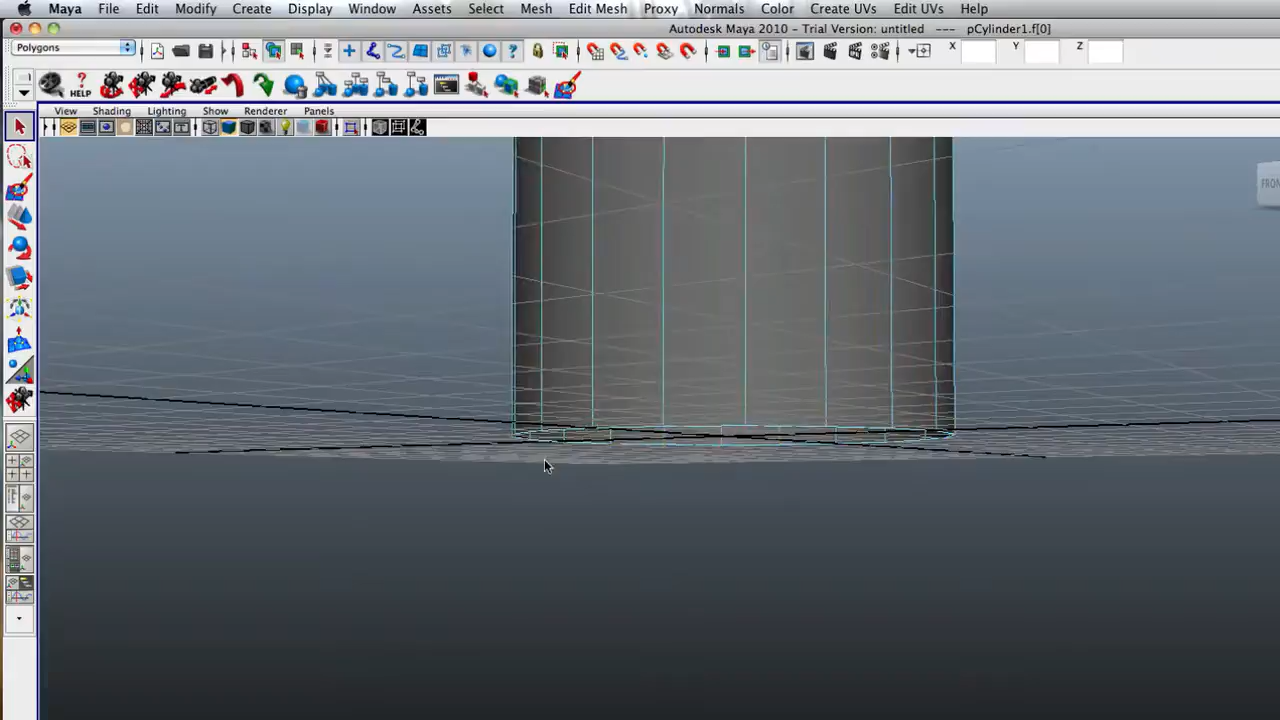 Maya File Edit Modify Create Display Window Assets Select Mesh Edit Mesh Proxy Normals Color Create UVs Edit UVs Help
Autodesk Maya 2010 - Trial Version: untitled --- pCylinder1.f[0]
Polygons X Y Z
HELP
View Shading Lighting Show Renderer Panels
FRON